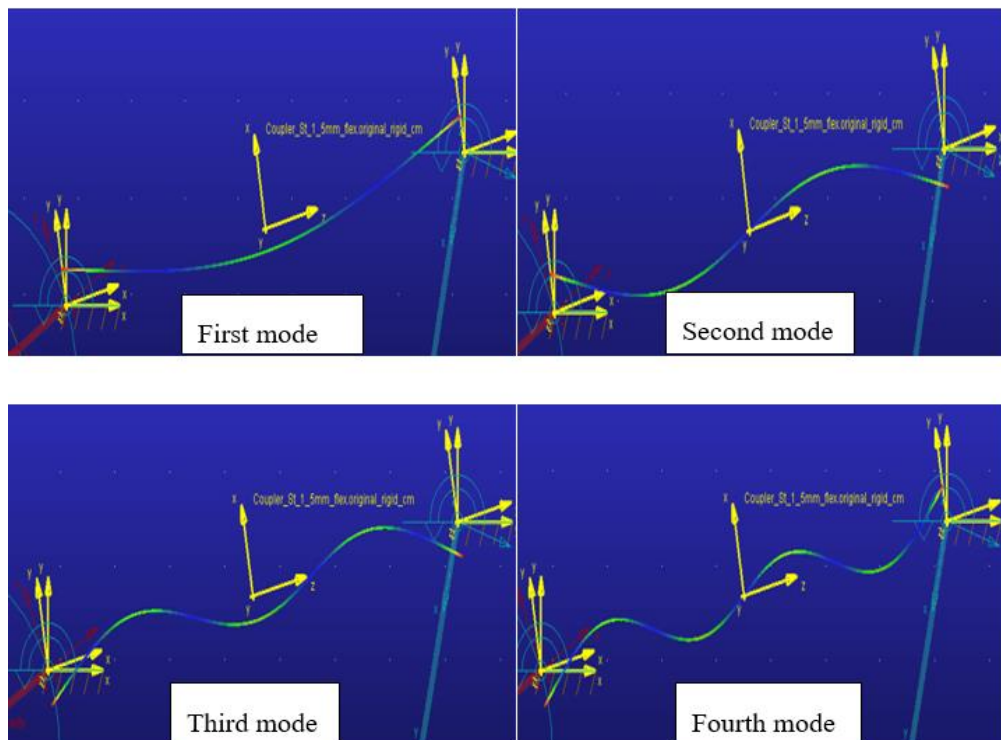 Coupler_St_1_5mm_flex.original_rigid_cm
First mode
Coupler_St_1_5mm_flex.original_rigid_cm
Second mode
Coupler_St_1_5mm_flex.original_rigid_cm
Third mode
Coupler_St_1_5mm_flex.original_rigid_cm
Fourth mode